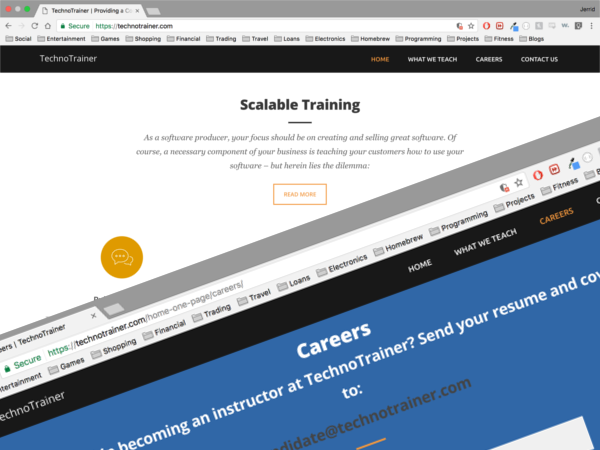 TechnoTrainer | Providing a Co
Jerrid
Secure https://technotrainer.com
Social Entertainment Games Shopping Financial Trading Travel Loans Electronics Homebrew Programming Projects Fitness Blogs
TechnoTrainer HOME WHAT WE TEACH CAREERS CONTACT US
Scalable Training
As a software producer, your focus should be on creating and selling great software. Of
course, a necessary component of your business is teaching your customers how to use your
software – but herein lies the dilemma:
READ MORE
eers | TechnoTrainer
Secure https://technotrainer.com/home-one-page/careers/
ntertainment Games Shopping Financial Trading Travel Loans Electronics Homebrew Programming Projects Fitness B
echnoTrainer HOME WHAT WE TEACH CAREERS
Careers
becoming an instructor at TechnoTrainer? Send your resume and cov
to:
ndidate@technotrainer.com